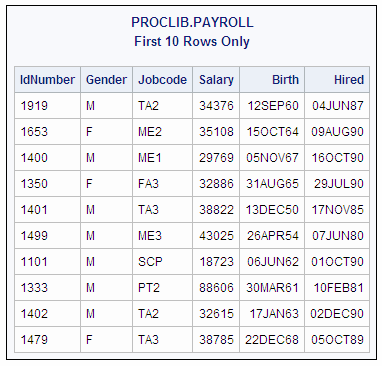 PROCLIB.PAYROLL
First 10 Rows Only
IdNumber Gender Jobcode Salary Birth Hired
1919 M TA2 34376 12SEP60 04JUN87
1653 F ME2 35108 15OCT64 09AUG90
1400 M ME1 29769 05NOV67 16OCT90
1350 F FA3 32886 31AUG65 29JUL90
1401 M TA3 38822 13DEC50 17NOV85
1499 M ME3 43025 26APR54 07JUN80
1101 M SCP 18723 06JUN62 01OCT90
1333 M PT2 88606 30MAR61 10FEB81
1402 M TA2 32615 17JAN63 02DEC90
1479 F TA3 38785 22DEC68 05OCT89